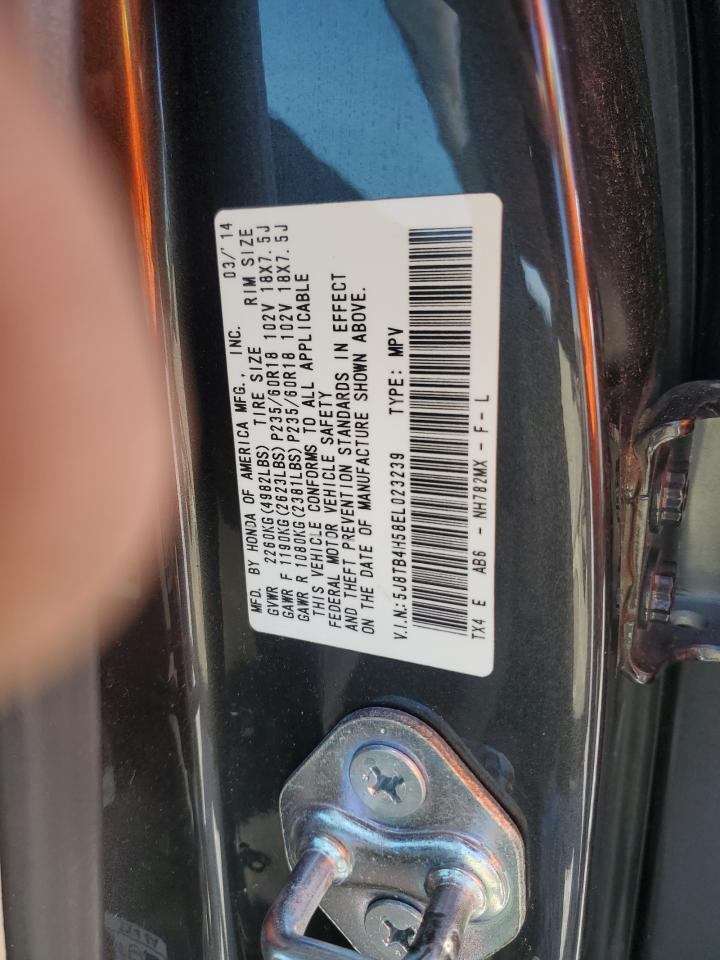 MFD. BY HONDA OF AMERICA MFG., INC. 03/'14
GVWR 2260KG(4982LBS) TIRE SIZE RIM SIZE
GAWR F 1190KG(2623LBS) P235/60R18 102V 18X7.5J
GAWR R 1080KG(2381LBS) P235/60R18 102V 18X7.5J
THIS VEHICLE CONFORMS TO ALL APPLICABLE
FEDERAL MOTOR VEHICLE SAFETY
AND THEFT PREVENTION STANDARDS IN EFFECT
ON THE DATE OF MANUFACTURE SHOWN ABOVE.
V.I.N.: 5J8TB4H58EL023239 TYPE: MPV
TX4 E AB6 - NH782MX - F - L